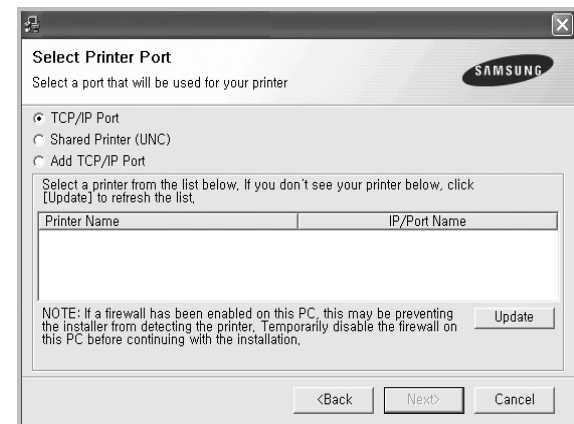 Select Printer Port
Select a port that will be used for your printer
SAMSUNG
TCP/IP Port
Shared Printer (UNC)
Add TCP/IP Port
Select a printer from the list below, If you don't see your printer below, click
[Update] to refresh the list,
Printer Name IP/Port Name
NOTE: If a firewall has been enabled on this PC, this may be preventing
the installer from detecting the printer, Temporarily disable the firewall on
this PC before continuing with the installation,
Update
<Back Next> Cancel